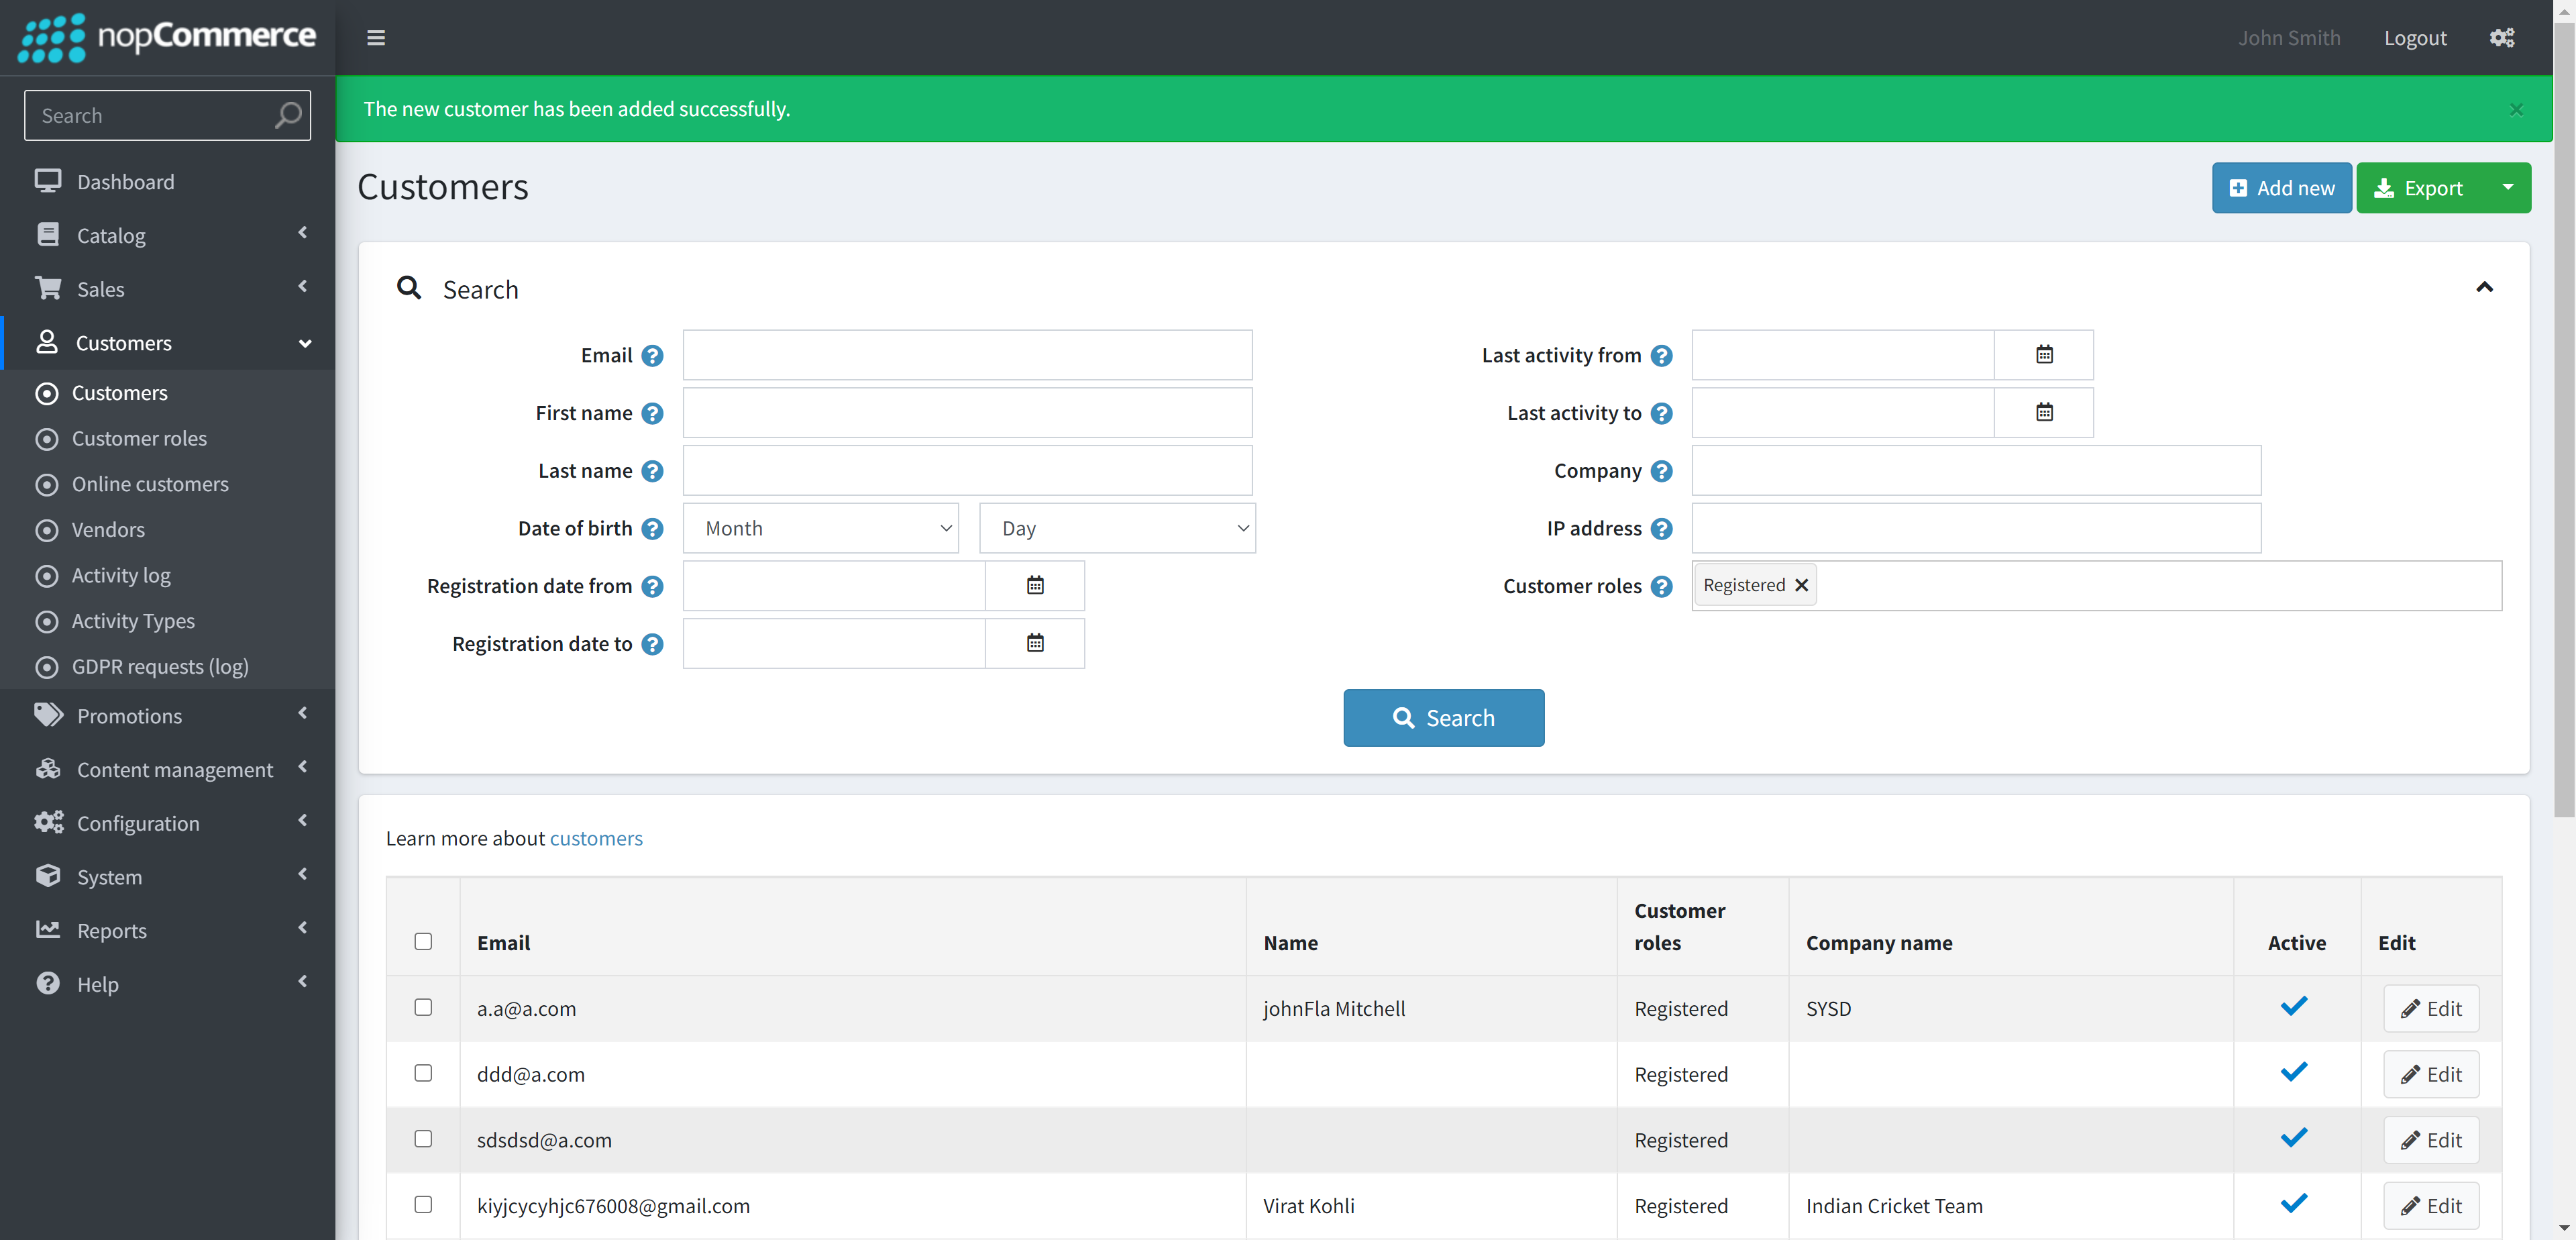 nopCommerce
John Smith
Logout
The new customer has been added successfully.
×
Search
Dashboard
Catalog
Sales
Customers
Customers
Customer roles
Online customers
Vendors
Activity log
Activity Types
GDPR requests (log)
Promotions
Content management
Configuration
System
Reports
Help
Customers
Add new
Export
Search
Email ?
First name ?
Last name ?
Date of birth ? Month Day
Registration date from ?
Registration date to ?
Last activity from ?
Last activity to ?
Company ?
IP address ?
Customer roles ? Registered ×
Search
Learn more about customers
Email Name Customer roles Company name Active Edit
a.a@a.com johnFla Mitchell Registered SYSD Edit
ddd@a.com Registered Edit
sdsdsd@a.com Registered Edit
kiyjcycyhjc676008@gmail.com Virat Kohli Registered Indian Cricket Team Edit